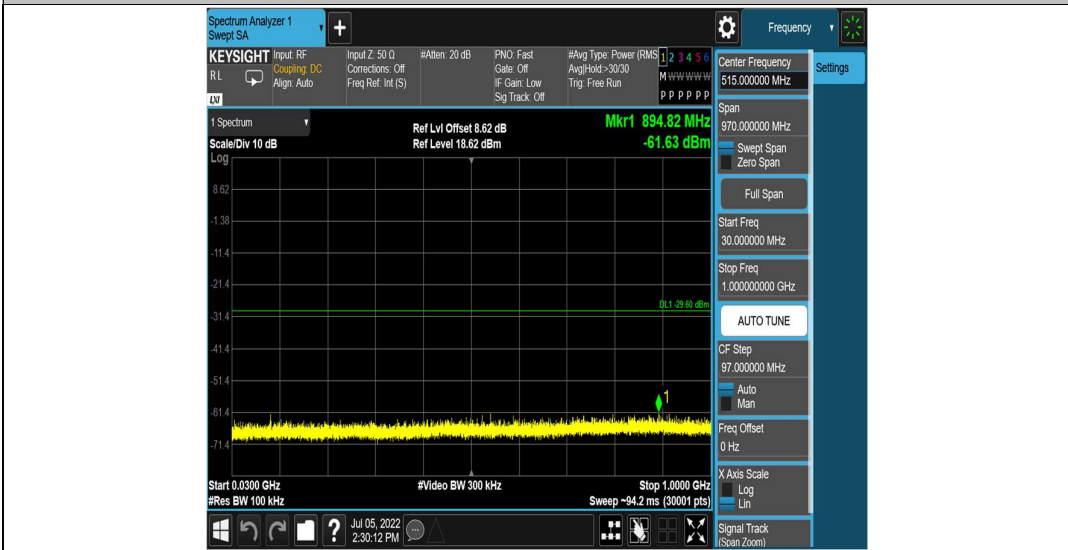 Spectrum Analyzer 1
Swept SA
+
Frequency
KEYSIGHT
RL
LXI
Input: RF
Coupling: DC
Align: Auto
Input Z: 50 Ω
Corrections: Off
Freq Ref: Int (S)
#Atten: 20 dB
PNO: Fast
Gate: Off
IF Gain: Low
Sig Track: Off
#Avg Type: Power (RMS
Avg|Hold:>30/30
Trig: Free Run
1 2 3 4 5 6
M W W W W W
P P P P P P
1 Spectrum
Scale/Div 10 dB
Log
Ref Lvl Offset 8.62 dB
Ref Level 18.62 dBm
Mkr1 894.82 MHz
-61.63 dBm
8.62
-1.38
-11.4
-21.4
DL1 -29.60 dBm
-31.4
-41.4
-51.4
1
-61.4
-71.4
Start 0.0300 GHz
#Res BW 100 kHz
#Video BW 300 kHz
Stop 1.0000 GHz
Sweep ~94.2 ms (30001 pts)
?
Jul 05, 2022
2:30:12 PM
Center Frequency
515.000000 MHz
Settings
Span
970.000000 MHz
Swept Span
Zero Span
Full Span
Start Freq
30.000000 MHz
Stop Freq
1.000000000 GHz
AUTO TUNE
CF Step
97.000000 MHz
Auto
Man
Freq Offset
0 Hz
X Axis Scale
Log
Lin
Signal Track
(Span Zoom)